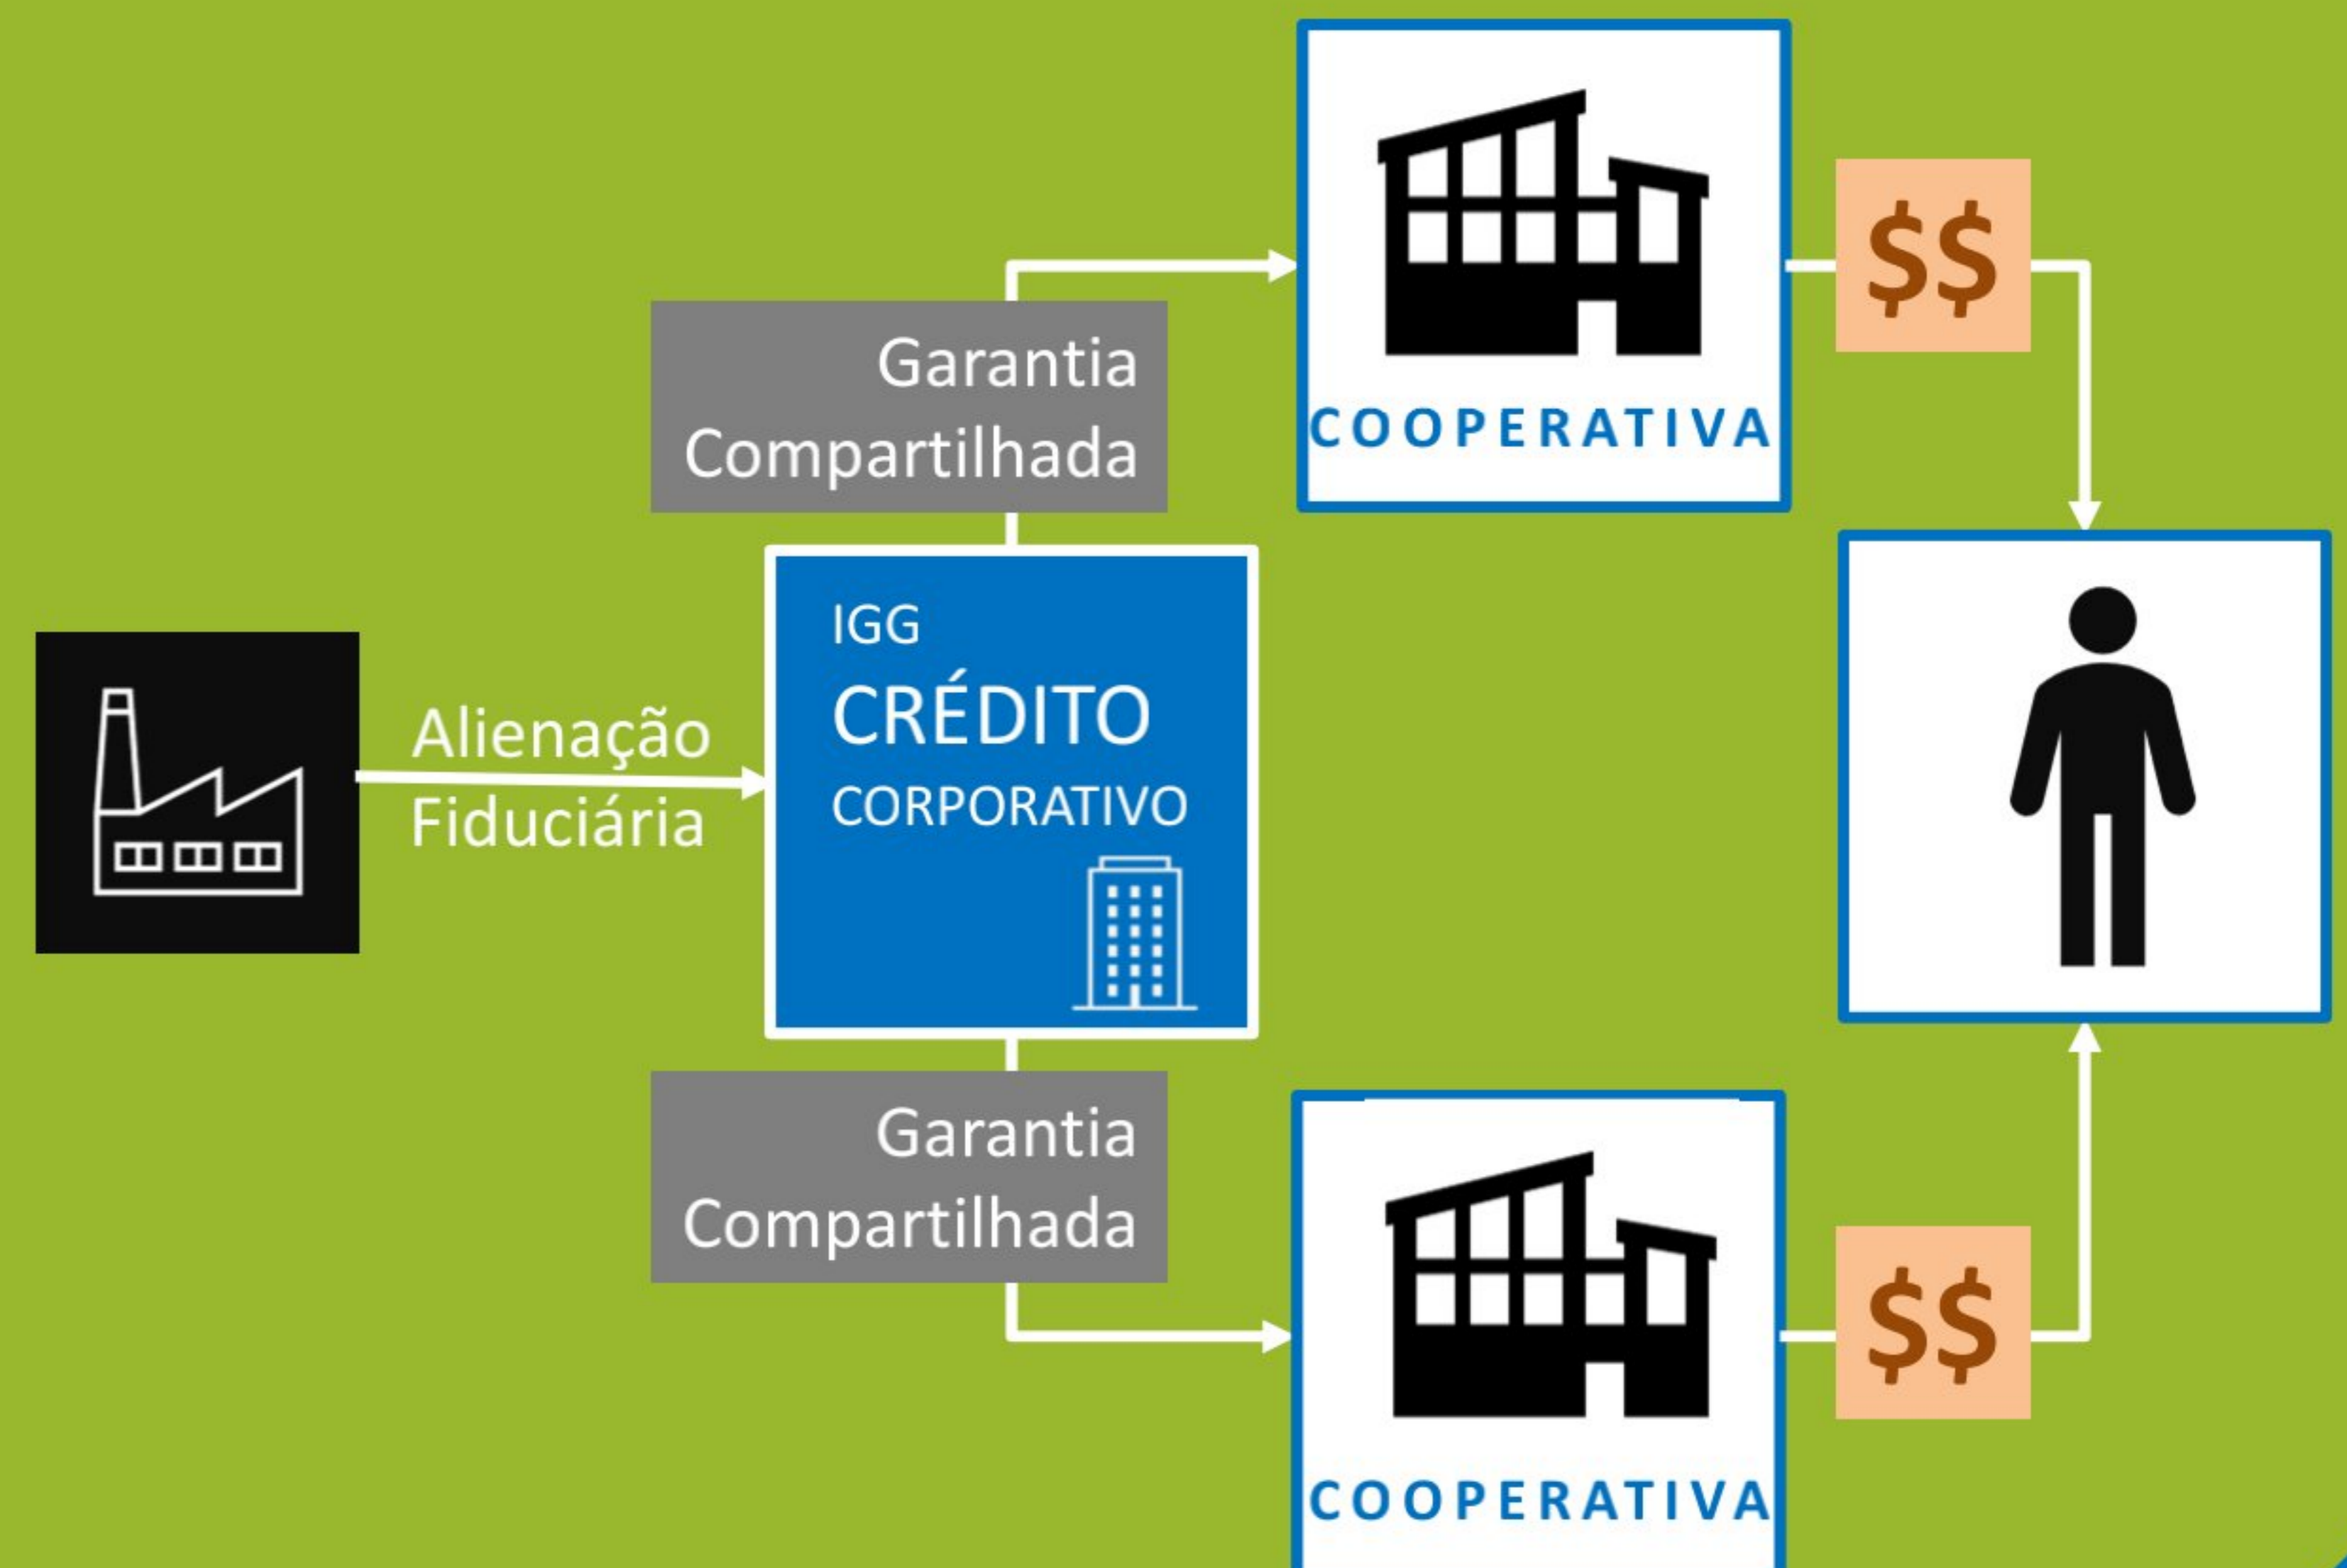 Garantia
Compartilhada
COOPERATIVA
$$
Alienação
Fiduciária
IGG
CRÉDITO
CORPORATIVO
Garantia
Compartilhada
COOPERATIVA
$$